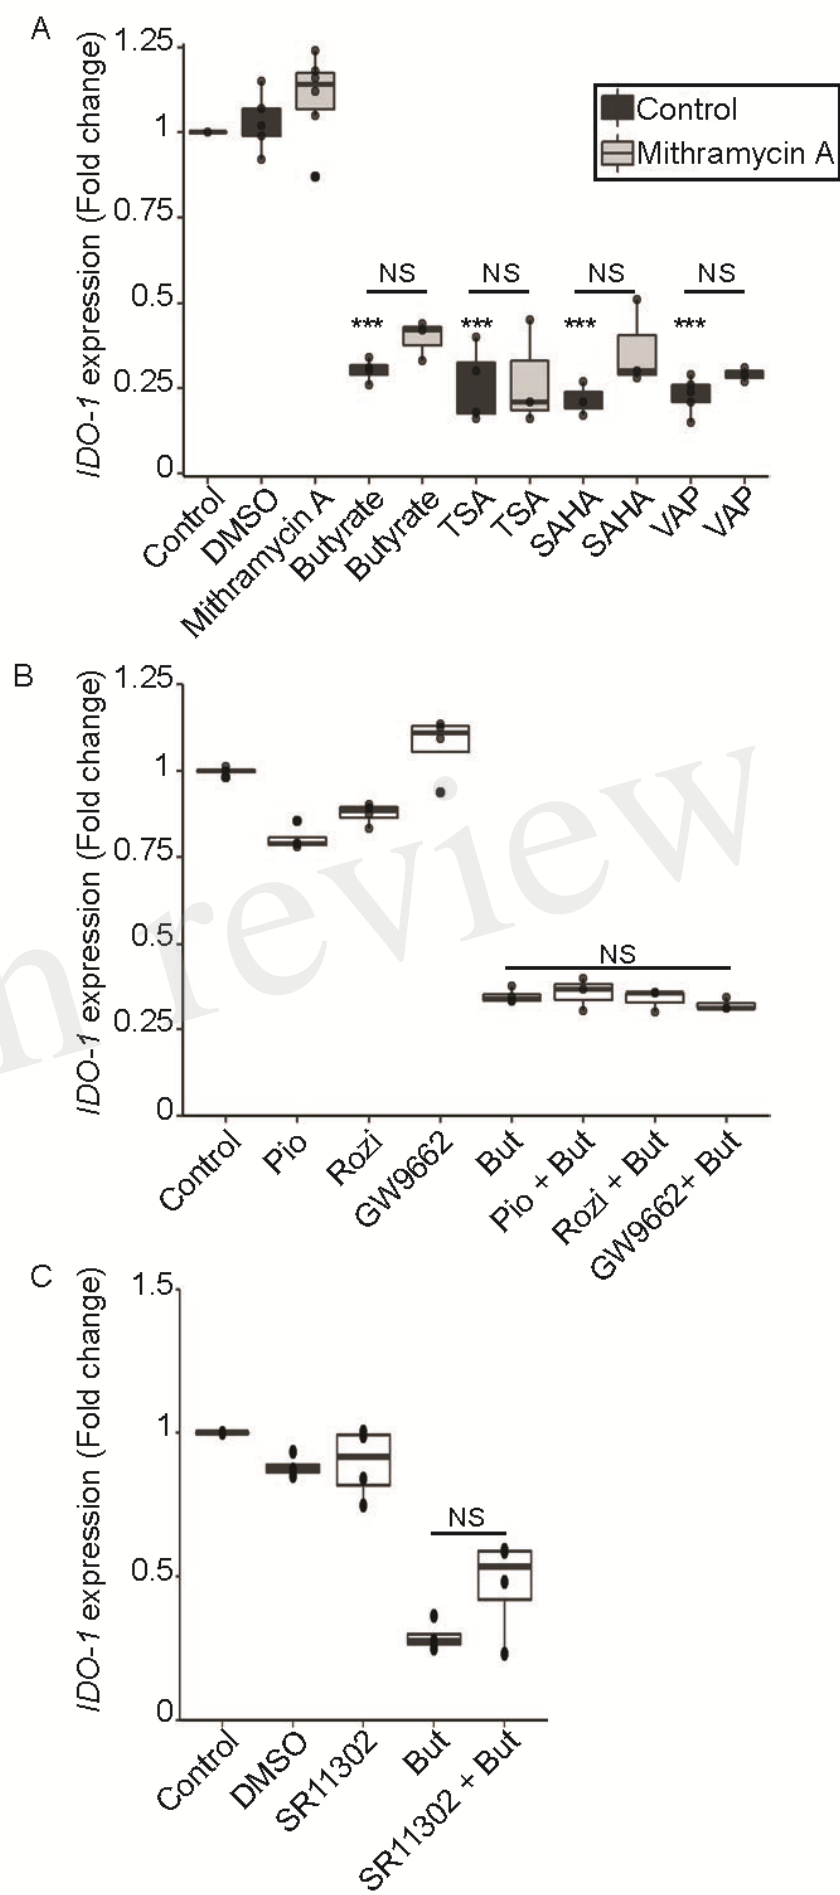 A
IDO-1 expression (Fold change)
1.25
1
0.75
0.5
0.25
0
Control
Mithramycin A
NS NS NS NS
*** *** *** ***
Control
DMSO
Mithramycin A
Butyrate
Butyrate
TSA
TSA
SAHA
SAHA
VAP
VAP
B
IDO-1 expression (Fold change)
1.25
1
0.75
0.5
0.25
0
n review
NS
Control
Pio
Rozi
GW9662
But
Pio + But
Rozi + But
GW9662+ But
C
IDO-1 expression (Fold change)
1.5
1
0.5
0
NS
Control
DMSO
SR11302
But
SR11302 + But